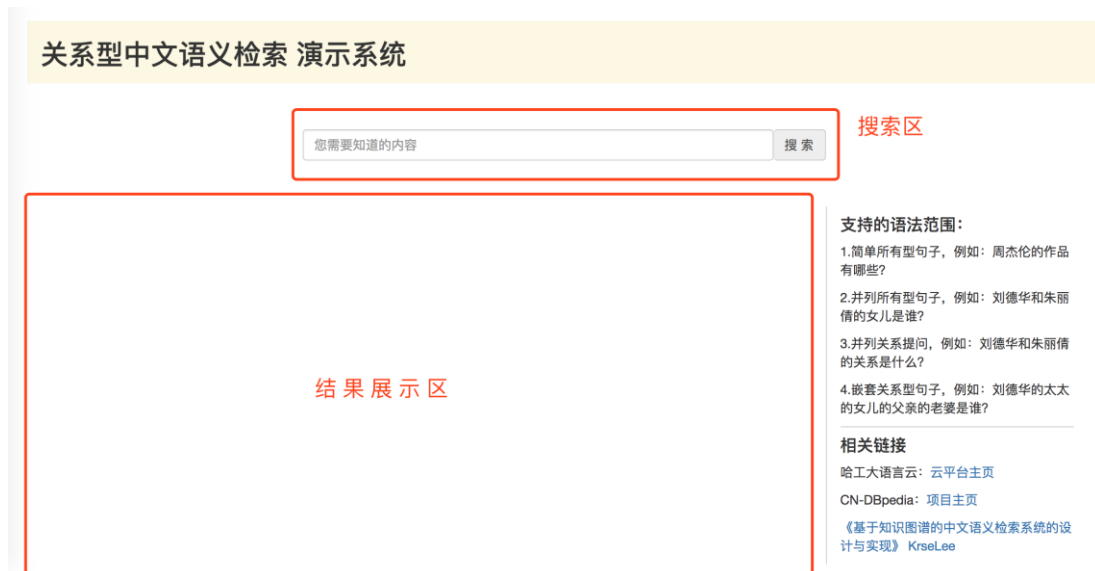 关系型中文语义检索 演示系统
您需要知道的内容
搜 索
搜索区
结 果 展 示 区
支持的语法范围：
1.简单所有型句子，例如：周杰伦的作品
有哪些?
2.并列所有型句子，例如：刘德华和朱丽
倩的女儿是谁?
3.并列关系提问，例如：刘德华和朱丽倩
的关系是什么?
4.嵌套关系型句子，例如：刘德华的太太
的女儿的父亲的老婆是谁?
相关链接
哈工大语言云：云平台主页
CN-DBpedia：项目主页
《基于知识图谱的中文语义检索系统的设
计与实现》 KrseLee